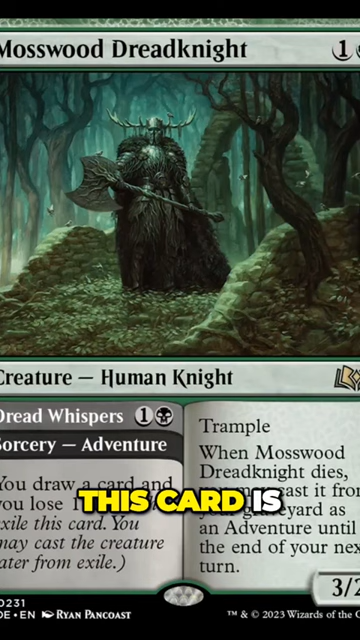 Mosswood Dreadknight 1
Creature — Human Knight
Dread Whispers 1
Sorcery — Adventure
You draw a card and
you lose 1
exile this card. You
may cast the creature
later from exile.)
Trample
When Mosswood
Dreadknight dies,
you may cast it from
your graveyard as
an Adventure until
the end of your next
turn.
THIS CARD IS
3/2
0231
OE • EN RYAN PANCOAST
™ & © 2023 Wizards of the C